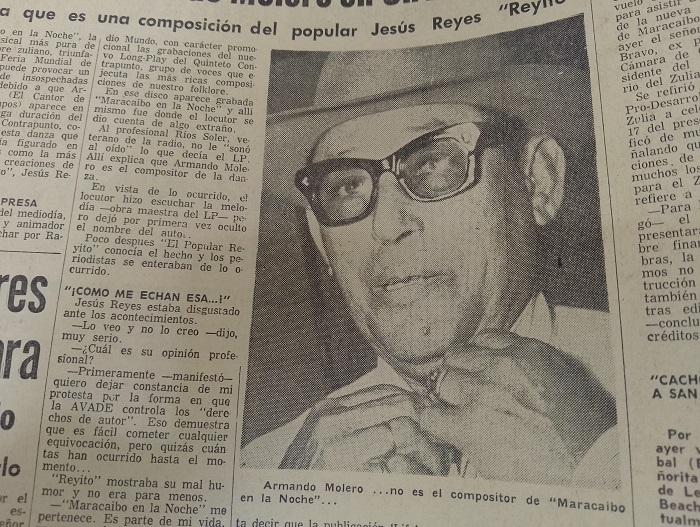 a que es una composición del popular Jesús Reyes "Reyito"
o en la Noche", la
sical más pura de
re zuliano, triunfa-
Feria Mundial de
puede provocar un
de insospechadas
debido a que Ar-
(El Cantor de
aparece en
ga duración del
Contrapunto, co-
esta danza que
figurado en
como la más
creaciones de
Jesús Re-
PRESA
del mediodía,
y animador
char por Ra-
res
ara
o
lo
dio Mundo, con carácter promo
cional las grabaciones del nue-
vo Long-Play del Quinteto Con
trapunto, grupo de voces que e-
jecuta las más ricas composi-
ciones de nuestro folklore.
En ese disco aparece grabada
"Maracaibo en la Noche" y allí
mismo fue donde el locutor se
dio cuenta de algo extraño.
Al profesional Ríos Soler, ve-
terano de la radio, no le "sonó
al oído" lo que decía el LP.
Allí explica que Armando Mole-
ro es el compositor de la dan-
za.
En vista de lo ocurrido, el
locutor hizo escuchar la melo-
día —obra maestra del LP— pe-
ro dejó por primera vez oculto
el nombre del autor.
Poco despues "El Popular Re-
yito" conocía el hecho y los pe-
riodistas se enteraban de lo o-
currido.
"¡COMO ME ECHAN ESA...!"
Jesús Reyes estaba disgustado
ante los acontecimientos.
—Lo veo y no lo creo —dijo,
muy serio.
—¿Cuál es su opinión profe-
sional?
—Primeramente —manifestó—
quiero dejar constancia de mi
protesta por la forma en que
la AVADE controla los "dere
chos de autor". Eso demuestra
que es fácil cometer cualquier
equivocación, pero quizás cuán
tas han ocurrido hasta el mo-
mento...
"Reyito" mostraba su mal hu-
mor y no era para menos.
—"Maracaibo en la Noche" me
pertenece. Es parte de mi vida,
Armando Molero ...no es el compositor de "Maracaibo
en la Noche"...
ta decir que la publicación
vuelo
para asistir
de la nueva
de Maracaibo
ayer el señor
Bravo, ex p
Cámara de
sidente del
rio del Zulia
Se refirió
Pro-Desarro
Zulia a cele
17 del prese
ficó de mo
ñalando que
ciones de
muchos los
para el Z
refiere a
—Para
gó— el
presentara
bre finan
bras, la
mos no
trucción
también
tras edi
—conclu
créditos
"CACH
A SAN
Por
ayer v
bal (E
ñorita
de La
Beach
tualm